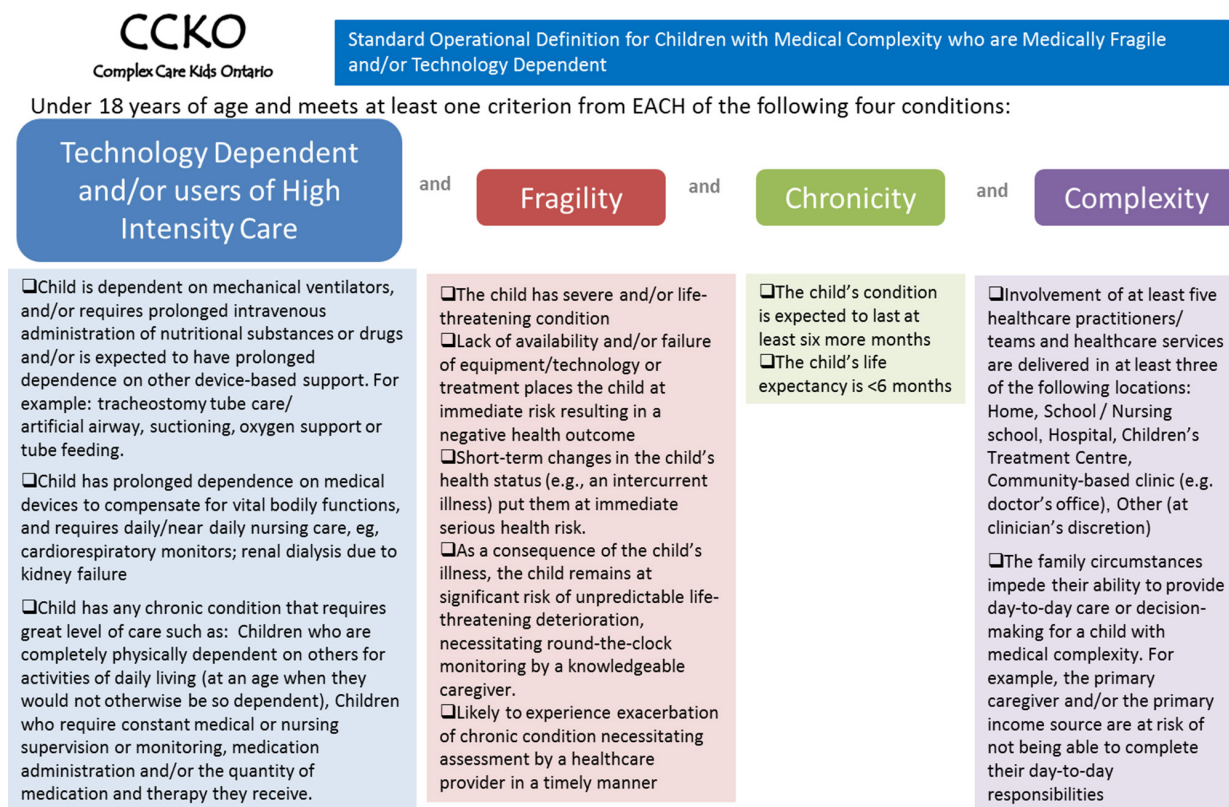 CCKO
Complex Care Kids Ontario
Standard Operational Definition for Children with Medical Complexity who are Medically Fragile
and/or Technology Dependent
Under 18 years of age and meets at least one criterion from EACH of the following four conditions:
Technology Dependent
and/or users of High
Intensity Care
and
Fragility
and
Chronicity
and
Complexity
❑Child is dependent on mechanical ventilators,
and/or requires prolonged intravenous
administration of nutritional substances or drugs
and/or is expected to have prolonged
dependence on other device-based support. For
example: tracheostomy tube care/
artificial airway, suctioning, oxygen support or
tube feeding.
❑Child has prolonged dependence on medical
devices to compensate for vital bodily functions,
and requires daily/near daily nursing care, eg,
cardiorespiratory monitors; renal dialysis due to
kidney failure
❑Child has any chronic condition that requires
great level of care such as: Children who are
completely physically dependent on others for
activities of daily living (at an age when they
would not otherwise be so dependent), Children
who require constant medical or nursing
supervision or monitoring, medication
administration and/or the quantity of
medication and therapy they receive.
❑The child has severe and/or life-
threatening condition
❑Lack of availability and/or failure
of equipment/technology or
treatment places the child at
immediate risk resulting in a
negative health outcome
❑Short-term changes in the child's
health status (e.g., an intercurrent
illness) put them at immediate
serious health risk.
❑As a consequence of the child's
illness, the child remains at
significant risk of unpredictable life-
threatening deterioration,
necessitating round-the-clock
monitoring by a knowledgeable
caregiver.
❑Likely to experience exacerbation
of chronic condition necessitating
assessment by a healthcare
provider in a timely manner
❑The child's condition
is expected to last at
least six more months
❑The child's life
expectancy is <6 months
❑Involvement of at least five
healthcare practitioners/
teams and healthcare services
are delivered in at least three
of the following locations:
Home, School / Nursing
school, Hospital, Children's
Treatment Centre,
Community-based clinic (e.g.
doctor's office), Other (at
clinician's discretion)
❑The family circumstances
impede their ability to provide
day-to-day care or decision-
making for a child with
medical complexity. For
example, the primary
caregiver and/or the primary
income source are at risk of
not being able to complete
their day-to-day
responsibilities